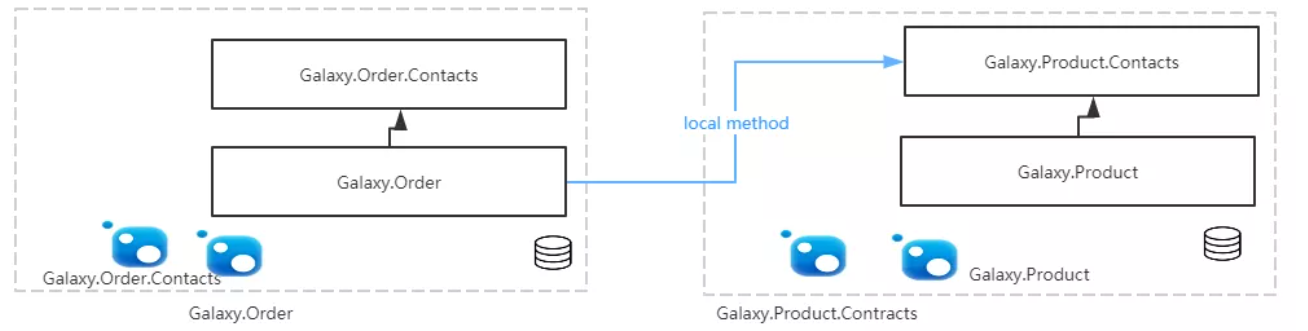 Galaxy.Order.Contacts
Galaxy.Order
Galaxy.Order.Contacts
Galaxy.Order
local method
Galaxy.Product.Contacts
Galaxy.Product
Galaxy.Product
Galaxy.Product.Contracts